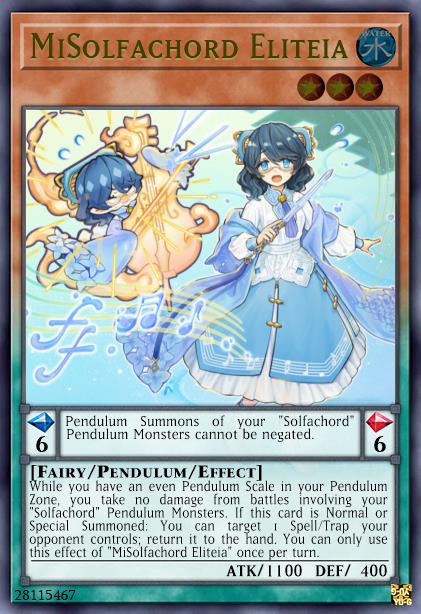 MiSolfachord Eliteia
WATER
水
ff
Pendulum Summons of your "Solfachord"
Pendulum Monsters cannot be negated.
6
6
[Fairy/Pendulum/Effect]
While you have an even Pendulum Scale in your Pendulum
Zone, you take no damage from battles involving your
"Solfachord" Pendulum Monsters. If this card is Normal or
Special Summoned: You can target 1 Spell/Trap your
opponent controls; return it to the hand. You can only use
this effect of "MiSolfachord Eliteia" once per turn.
ATK/1100 DEF/ 400
28115467